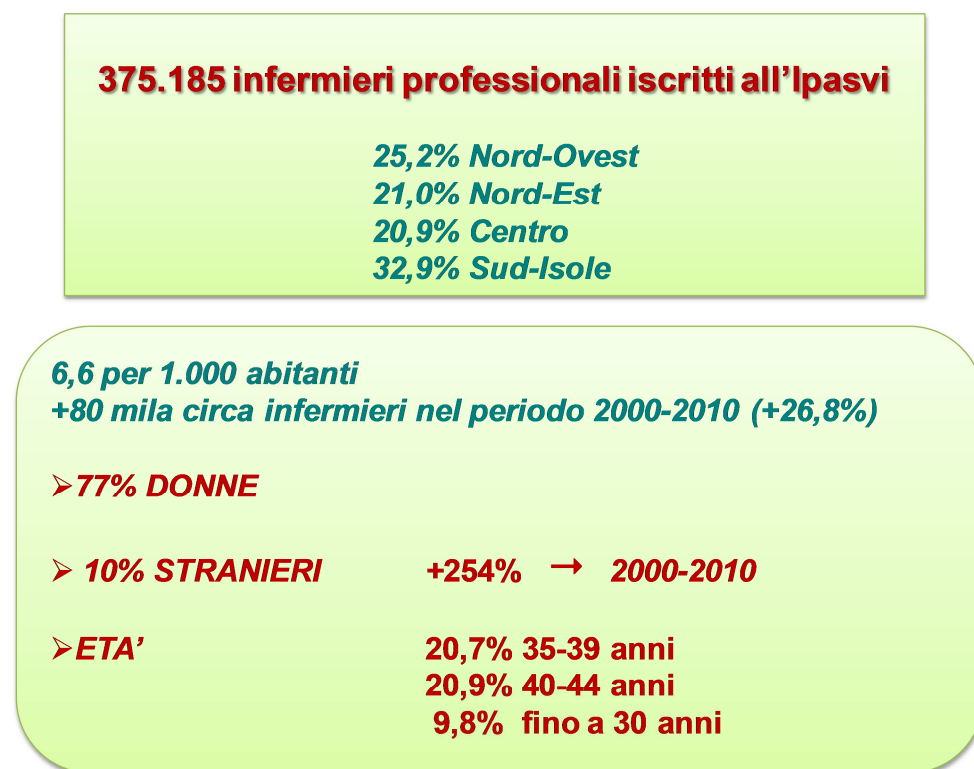 375.185 infermieri professionali iscritti all’Ipasvi
25,2% Nord-Ovest
21,0% Nord-Est
20,9% Centro
32,9% Sud-Isole
6,6 per 1.000 abitanti
+80 mila circa infermieri nel periodo 2000-2010 (+26,8%)
➢77% DONNE
➢ 10% STRANIERI +254% → 2000-2010
➢ETA’ 20,7% 35-39 anni
20,9% 40-44 anni
9,8% fino a 30 anni